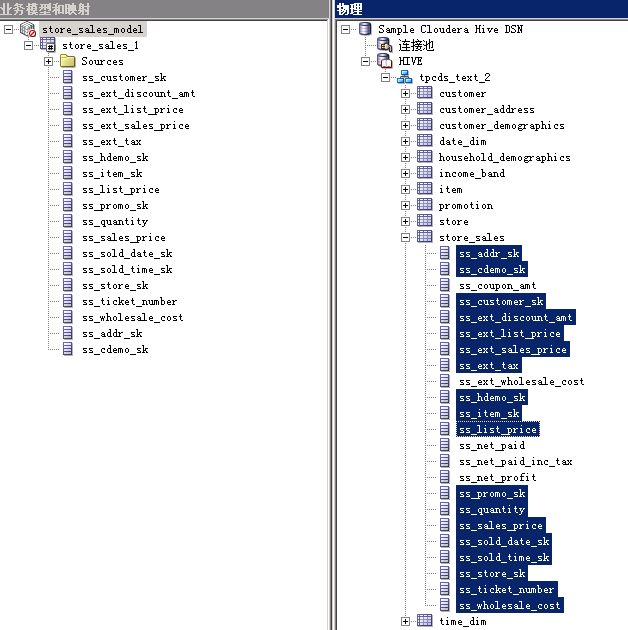 业务模型和映射
store_sales_model
store_sales_1
Sources
ss_customer_sk
ss_ext_discount_amt
ss_ext_list_price
ss_ext_sales_price
ss_ext_tax
ss_hdemo_sk
ss_item_sk
ss_list_price
ss_promo_sk
ss_quantity
ss_sales_price
ss_sold_date_sk
ss_sold_time_sk
ss_store_sk
ss_ticket_number
ss_wholesale_cost
ss_addr_sk
ss_cdemo_sk
物理
Sample Cloudera Hive DSN
连接池
HIVE
tpcds_text_2
customer
customer_address
customer_demographics
date_dim
household_demographics
income_band
item
promotion
store
store_sales
ss_addr_sk
ss_cdemo_sk
ss_coupon_amt
ss_customer_sk
ss_ext_discount_amt
ss_ext_list_price
ss_ext_sales_price
ss_ext_tax
ss_ext_wholesale_cost
ss_hdemo_sk
ss_item_sk
ss_list_price
ss_net_paid
ss_net_paid_inc_tax
ss_net_profit
ss_promo_sk
ss_quantity
ss_sales_price
ss_sold_date_sk
ss_sold_time_sk
ss_store_sk
ss_ticket_number
ss_wholesale_cost
time_dim